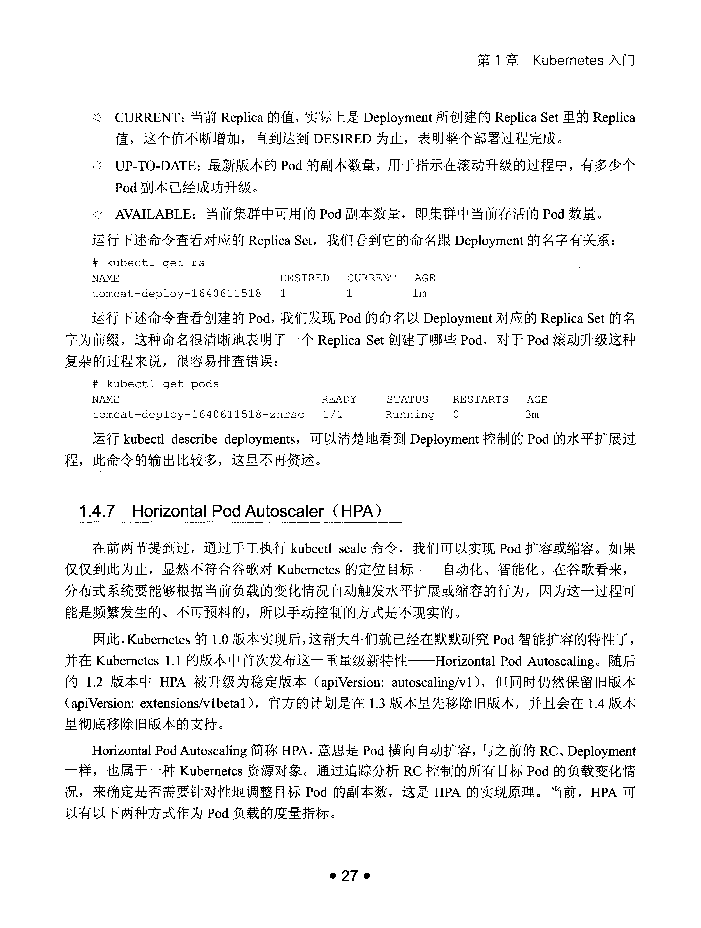 第 1 章　Kubernetes 入门
◇ CURRENT：当前 Replica 的值，实际上是 Deployment 所创建的 Replica Set 里的 Replica
值，这个值不断增加，直到达到 DESIRED 为止，表明整个部署过程完成。
◇ UP-TO-DATE：最新版本的 Pod 的副本数量，用于指示在滚动升级的过程中，有多少个
Pod 副本已经成功升级。
◇ AVAILABLE：当前集群中可用的 Pod 副本数量，即集群中当前存活的 Pod 数量。
运行下述命令查看对应的 Replica Set，我们看到它的命名跟 Deployment 的名字有关系：
# kubectl get rs
NAME DESIRED CURRENT AGE
tomcat-deploy-1640611518 1 1 1m
运行下述命令查看创建的 Pod，我们发现 Pod 的命名以 Deployment 对应的 Replica Set 的名
字为前缀，这种命名很清晰地表明了一个 Replica Set 创建了哪些 Pod，对于 Pod 滚动升级这种
复杂的过程来说，很容易排查错误：
# kubectl get pods
NAME READY STATUS RESTARTS AGE
tomcat-deploy-1640611518-zhrsc 1/1 Running 0 3m
运行 kubectl describe deployments，可以清楚地看到 Deployment 控制的 Pod 的水平扩展过
程，此命令的输出比较多，这里不再赘述。
1.4.7　Horizontal Pod Autoscaler（HPA）
在前两节提到过，通过手工执行 kubectl scale 命令，我们可以实现 Pod 扩容或缩容。如果
仅仅到此为止，显然不符合谷歌对 Kubernetes 的定位目标——自动化、智能化。在谷歌看来，
分布式系统要能够根据当前负载的变化情况自动触发水平扩展或缩容的行为，因为这一过程可
能是频繁发生的、不可预料的，所以手动控制的方式是不现实的。
因此，Kubernetes 的 1.0 版本实现后，这帮大牛们就已经在默默研究 Pod 智能扩容的特性了，
并在 Kubernetes 1.1 的版本中首次发布这一重量级新特性——Horizontal Pod Autoscaling。随后
的 1.2 版本中 HPA 被升级为稳定版本（apiVersion: autoscaling/v1），但同时仍然保留旧版本
（apiVersion: extensions/v1beta1），官方的计划是在 1.3 版本里先移除旧版本，并且会在 1.4 版本
里彻底移除旧版本的支持。
Horizontal Pod Autoscaling 简称 HPA，意思是 Pod 横向自动扩容，与之前的 RC、Deployment
一样，也属于一种 Kubernetes 资源对象。通过追踪分析 RC 控制的所有目标 Pod 的负载变化情
况，来确定是否需要针对性地调整目标 Pod 的副本数，这是 HPA 的实现原理。当前，HPA 可
以有以下两种方式作为 Pod 负载的度量指标。
• 27 •